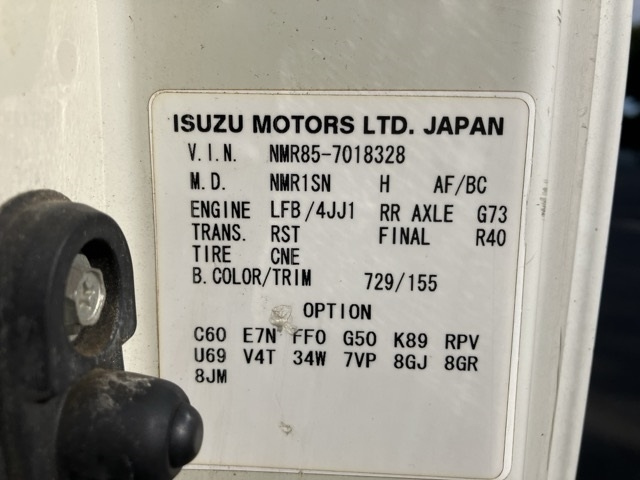 ISUZU MOTORS LTD. JAPAN
V.I.N. NMR85-7018328
M.D. NMR1SN H AF/BC
ENGINE LFB/4JJ1 RR AXLE G73
TRANS. RST FINAL R40
TIRE CNE
B.COLOR/TRIM 729/155
OPTION
C60 E7N FF0 G50 K89 RPV
U69 V4T 34W 7VP 8GJ 8GR
8JM